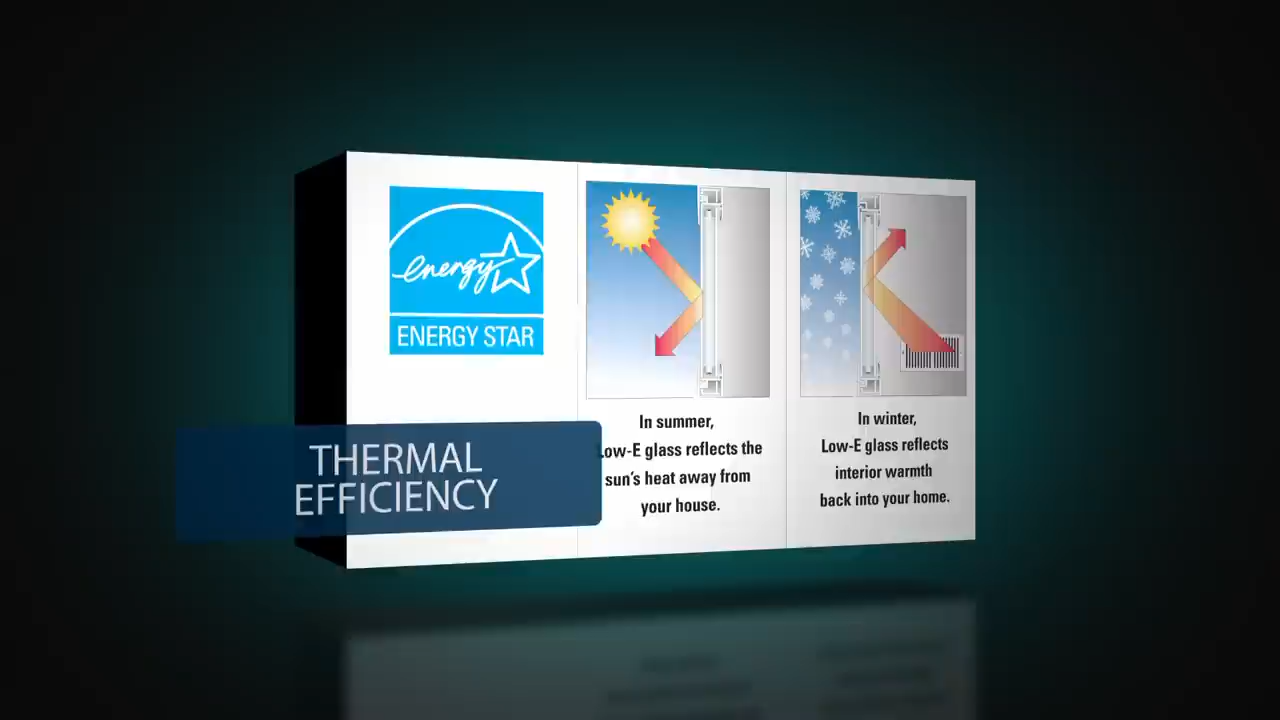 energy
ENERGY STAR
THERMAL
EFFICIENCY
In summer,
Low-E glass reflects the
sun's heat away from
your house.
In winter,
Low-E glass reflects
interior warmth
back into your home.